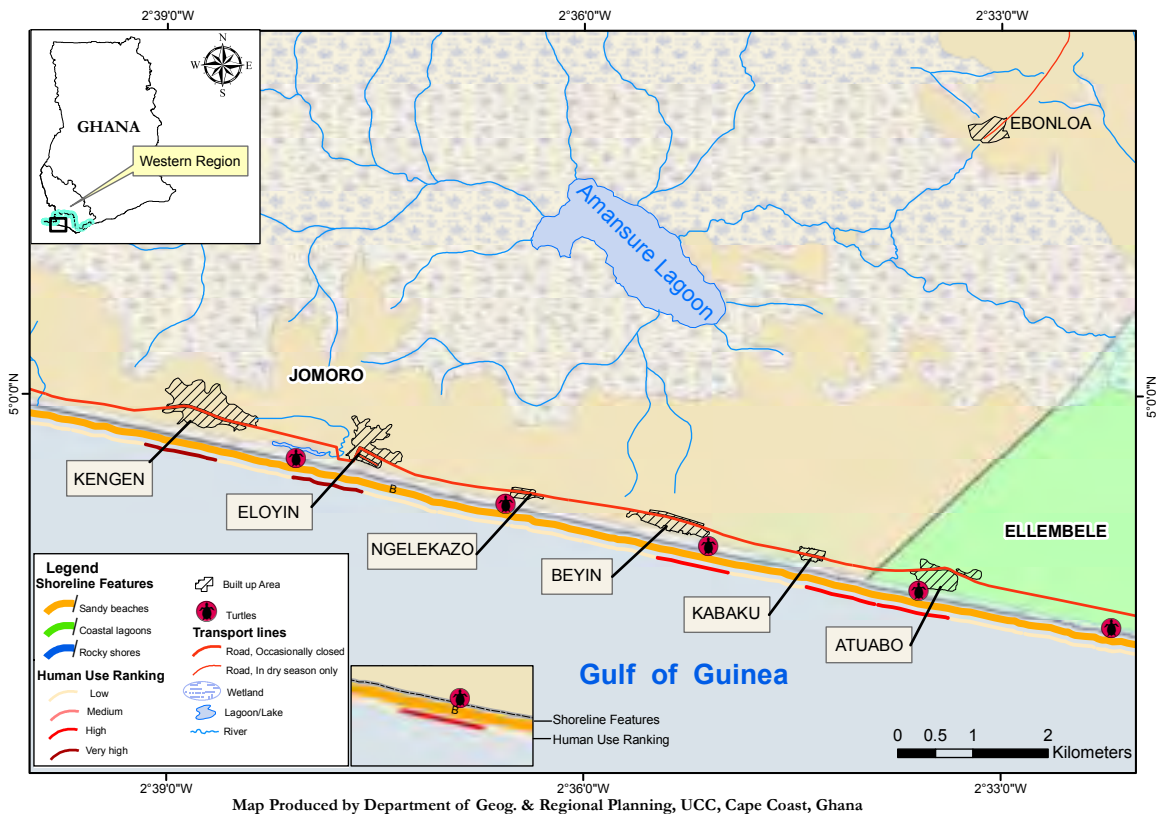 2°39'0"W
2°36'0"W
2°33'0"W
N
W
E
S
GHANA
Western Region
EBONLOA
Amansure Lagoon
5°0'0"N
5°0'0"N
JOMORO
KENGEN
ELOYIN
B
NGELEKAZO
BEYIN
KABAKU
ATUABO
ELLEMBELE
Gulf of Guinea
Legend
Shoreline Features
Sandy beaches
Coastal lagoons
Rocky shores
Human Use Ranking
Low
Medium
High
Very high
Built up Area
Turtles
Transport lines
Road, Occasionally closed
Road, In dry season only
Wetland
Lagoon/Lake
River
B
Shoreline Features
Human Use Ranking
0 0.5 1 2
Kilometers
2°39'0"W
2°36'0"W
2°33'0"W
Map Produced by Department of Geog. & Regional Planning, UCC, Cape Coast, Ghana